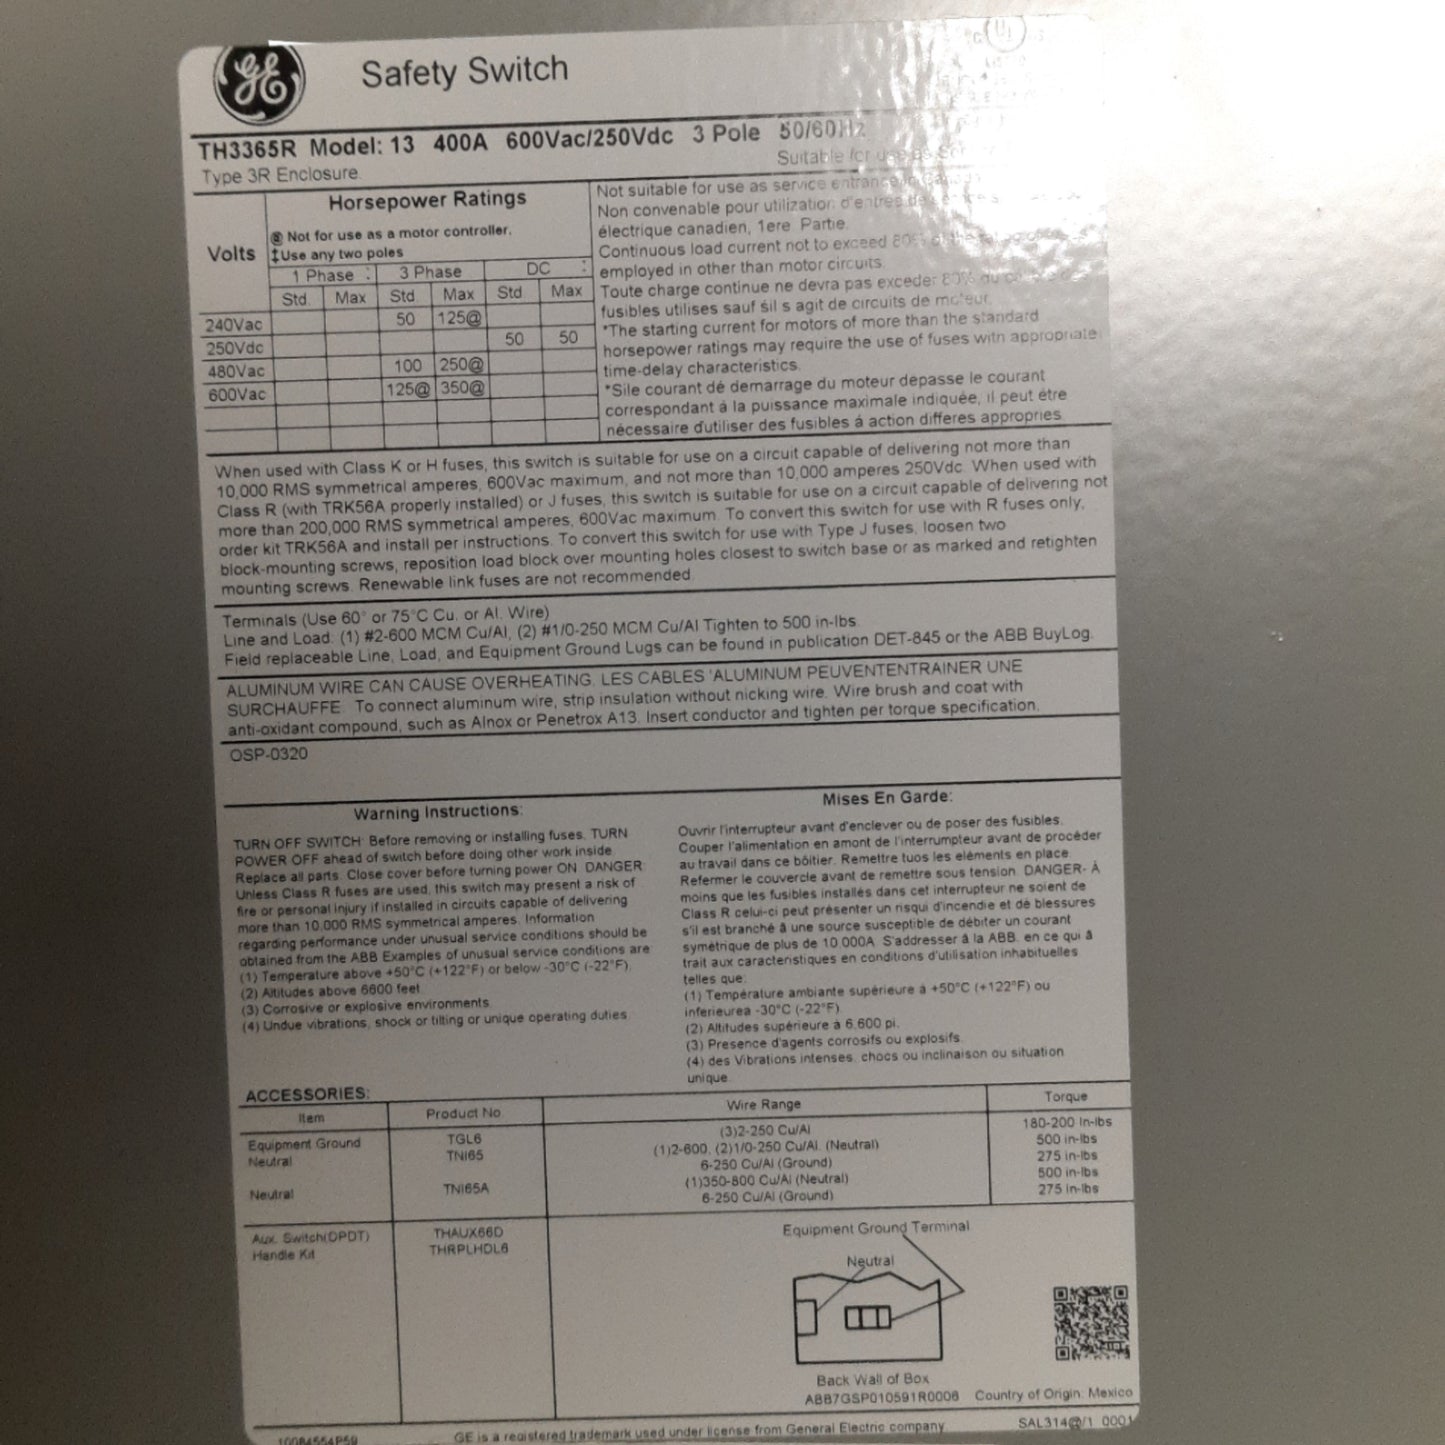 GE
Safety Switch
TH3365R Model: 13 400A 600Vac/250Vdc 3 Pole 50/60Hz
Suitable for use as
Type 3R Enclosure.
Volts
Horsepower Ratings
@ Not for use as a motor controller.
‡Use any two poles
1 Phase ‡ 3 Phase DC ‡
Std. Max Std Max Std Max
240Vac 50 125@
250Vdc 50 50
480Vac 100 250@
600Vac 125@ 350@
Not suitable for use as service entrance in Canada
Non convenable pour utilization d'entree de
électrique canadien, 1ere. Partie.
Continuous load current not to exceed 80% of the rating of
employed in other than motor circuits.
Toute charge continue ne devra pas exceder 80% du
fusibles utilises sauf sil s agit de circuits de moteur.
*The starting current for motors of more than the standard
horsepower ratings may require the use of fuses with appropriate
time-delay characteristics.
*Sile courant dé demarrage du moteur depasse le courant
correspondant á la puissance maximale indiquée, il peut étre
nécessaire d'utiliser des fusibles á action differes appropries.
When used with Class K or H fuses, this switch is suitable for use on a circuit capable of delivering not more than
10,000 RMS symmetrical amperes, 600Vac maximum, and not more than 10,000 amperes 250Vdc. When used with
Class R (with TRK56A properly installed) or J fuses, this switch is suitable for use on a circuit capable of delivering not
more than 200,000 RMS symmetrical amperes, 600Vac maximum. To convert this switch for use with R fuses only,
order kit TRK56A and install per instructions. To convert this switch for use with Type J fuses, loosen two
block-mounting screws, reposition load block over mounting holes closest to switch base or as marked and retighten
mounting screws. Renewable link fuses are not recommended.
Terminals (Use 60° or 75°C Cu. or Al. Wire)
Line and Load: (1) #2-600 MCM Cu/Al, (2) #1/0-250 MCM Cu/Al Tighten to 500 in-lbs.
Field replaceable Line, Load, and Equipment Ground Lugs can be found in publication DET-845 or the ABB BuyLog.
ALUMINUM WIRE CAN CAUSE OVERHEATING. LES CABLES 'ALUMINUM PEUVENTENTRAINER UNE
SURCHAUFFE. To connect aluminum wire, strip insulation without nicking wire. Wire brush and coat with
anti-oxidant compound, such as Alnox or Penetrox A13. Insert conductor and tighten per torque specification.
OSP-0320
Warning Instructions:
TURN OFF SWITCH: Before removing or installing fuses. TURN
POWER OFF ahead of switch before doing other work inside.
Replace all parts. Close cover before turning power ON. DANGER:
Unless Class R fuses are used, this switch may present a risk of
fire or personal injury if installed in circuits capable of delivering
more than 10.000 RMS symmetrical amperes. Information
regarding performance under unusual service conditions should be
obtained from the ABB Examples of unusual service conditions are
(1) Temperature above +50°C (+122°F) or below -30°C (-22°F).
(2) Altitudes above 6600 feet
(3) Corrosive or explosive environments
(4) Undue vibrations, shock or tilting or unique operating duties
Mises En Garde:
Ouvrir l'interrupteur avant d'enclever ou de poser des fusibles.
Couper l'alimentation en amont de l'interrumpteur avant de procéder
au travail dans ce bôitier. Remettre tuos les eléments en place.
Refermer le couvercle avant de remettre sous tension. DANGER- À
moins que les fusibles installés dans cet interrupteur ne soient de
Class R celui-ci peut présenter un risqui d'incendie et dé blessures
s'il est branché â une source susceptible de débiter un courant
symétrique de plus de 10.000A. S'addresser â la ABB. en ce qui â
trait aux caracteristiques en conditions d'utilisation inhabituelles
telles que:
(1) Température ambiante supérieure á +50°C (+122°F) ou
inferieurea -30°C (-22°F).
(2) Altitudes supérieure à 6,600 pi.
(3) Presence d'agents corrosifs ou explosifs.
(4) des Vibrations intenses, chocs ou inclinaison ou situation
unique.
ACCESSORIES:
Item Product No Wire Range Torque
Equipment Ground TGL6 (3)2-250 Cu/Al 180-200 in-lbs
Neutral TNI65 (1)2-600, (2)1/0-250 Cu/Al. (Neutral) 500 in-lbs
6-250 Cu/Al (Ground) 275 in-lbs
Neutral TNI65A (1)350-800 Cu/Al (Neutral) 500 in-lbs
6-250 Cu/Al (Ground) 275 in-lbs
Aux. Switch(DPDT) THAUX66D
Handle Kit THRPLHDL6
Equipment Ground Terminal
Neutral
Back Wall of Box
ABB7GSP010591R0006 Country of Origin: Mexico
10084554P59 GE is a registered trademark used under license from General Electric company SAL314@/1 0001